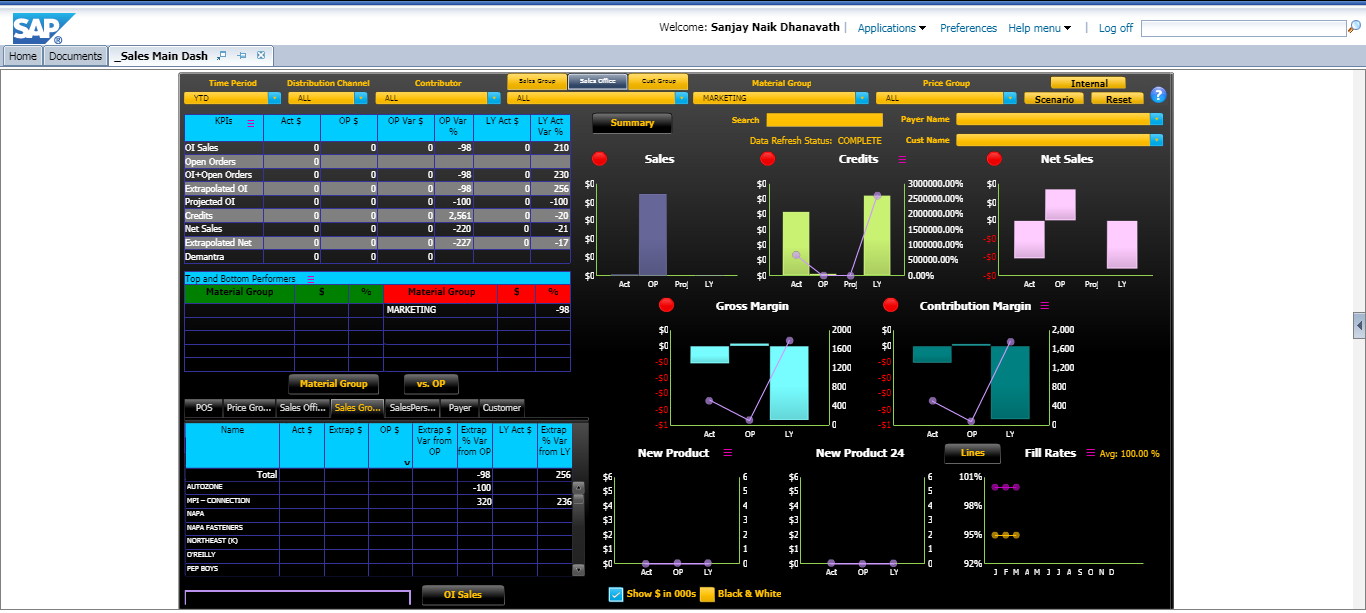 SAP ®
Welcome: Sanjay Naik Dhanavath | Applications Preferences Help menu | Log off
Home Documents _Sales Main Dash
Time Period Distribution Channel Contributor Sales Group Sales Office Cust Group Material Group Price Group Internal
YTD ALL ALL ALL MARKETING ALL Scenario Reset ?
KPIs Act $ OP $ OP Var $ OP Var % LY Act $ LY Act Var %
OI Sales 0 0 0 -98 0 210
Open Orders 0
OI+Open Orders 0 0 0 -98 0 230
Extrapolated OI 0 0 0 -98 0 256
Projected OI 0 0 0 -100 0 -100
Credits 0 0 0 2,561 0 -20
Net Sales 0 0 0 -220 0 -21
Extrapolated Net 0 0 0 -227 0 -17
Demantra 0 0 0
Summary
Search Payer Name
Data Refresh Status: COMPLETE Cust Name
Sales
$0
$0
$0
$0
$0
$0
Act OP Proj LY
Credits
$0 3000000.00%
$0 2500000.00%
$0 2000000.00%
$0 1500000.00%
$0 1000000.00%
$0 500000.00%
$0 0.00%
Act OP Proj LY
Net Sales
$0
$0
$0
-$0
-$0
-$0
Act OP Proj LY
Top and Bottom Performers
Material Group $ % Material Group $ %
MARKETING -98
Material Group vs. OP
Gross Margin
$0 2000
$0 1600
-$0 1200
-$0 800
-$0 400
-$0
-$1 0
Act OP LY
Contribution Margin
$0 2,000
$0 1,600
-$0 1,200
-$0 800
-$0 400
-$0
-$1 0
Act OP LY
POS Price Gro... Sales Offi... Sales Gro... SalesPers... Payer Customer
Name Act $ Extrap $ OP $ Extrap $ Var from OP Extrap % Var from OP LY Act $ Extrap % Var from LY
v
Total -98 256
AUTOZONE -100
MPI – CONNECTION 320 236
NAPA
NAPA FASTENERS
NORTHEAST (K)
O'REILLY
PEP BOYS
OI Sales
New Product
$6 6
$5 5
$4 4
$3 3
$2 2
$1 1
$0 0
Act OP LY
New Product 24
$6 6
$5 5
$4 4
$3 3
$2 2
$1 1
$0 0
Act OP LY
Lines Fill Rates Avg: 100.00 %
101%
98%
95%
92%
J F M A M J J A S O N D
Show $ in 000s Black & White